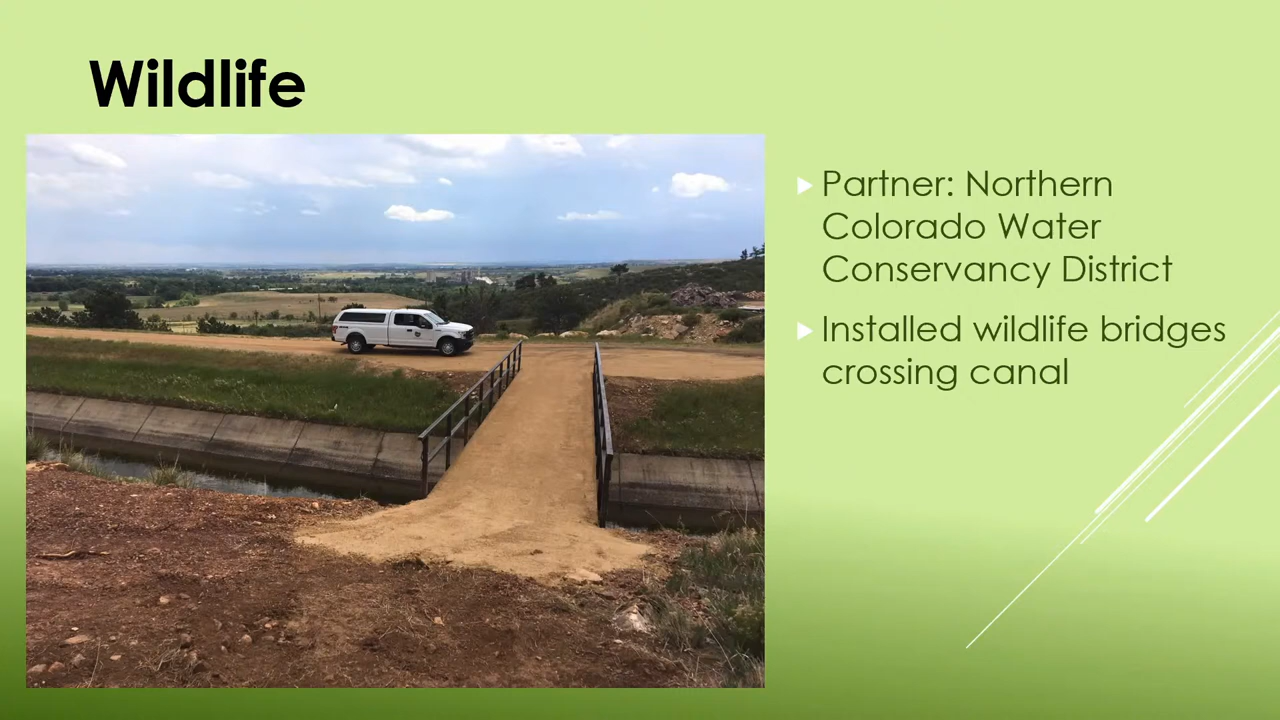 Wildlife
Partner: Northern
Colorado Water
Conservancy District
Installed wildlife bridges
crossing canal